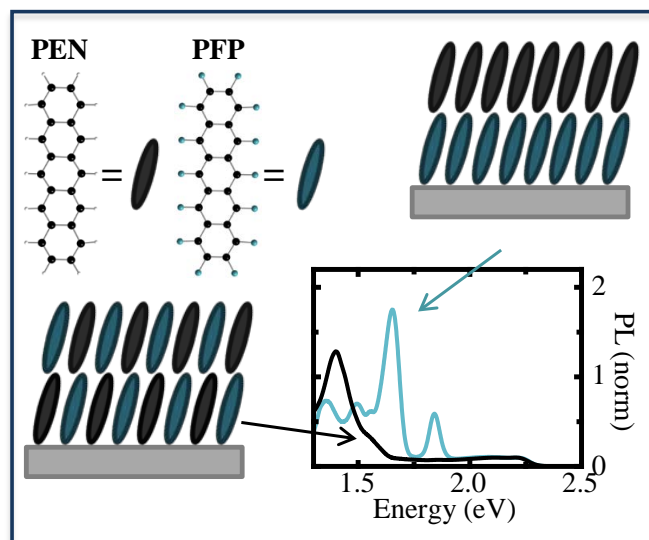 PEN
PFP
=
=
2
1
0
PL (norm)
1.5
2.0
2.5
Energy (eV)